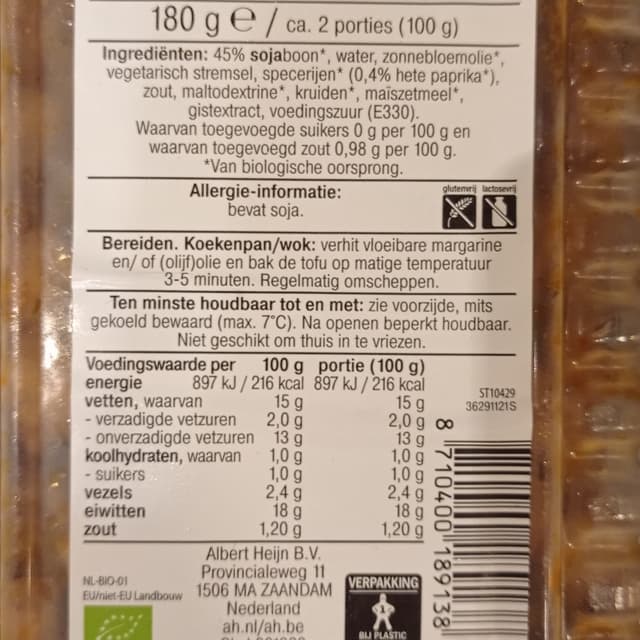 180 g ℮ / ca. 2 porties (100 g)
Ingrediënten: 45% sojaboon*, water, zonnebloemolie*,
vegetarisch stremsel, specerijen* (0,4% hete paprika*),
zout, maltodextrine*, kruiden*, maïszetmeel*,
gistextract, voedingszuur (E330).
Waarvan toegevoegde suikers 0 g per 100 g en
waarvan toegevoegd zout 0,98 g per 100 g.
*Van biologische oorsprong.
Allergie-informatie:
bevat soja.
glutenvrij lactosevrij
Bereiden. Koekenpan/wok: verhit vloeibare margarine
en/ of (olijf)olie en bak de tofu op matige temperatuur
3-5 minuten. Regelmatig omscheppen.
Ten minste houdbaar tot en met: zie voorzijde, mits
gekoeld bewaard (max. 7°C). Na openen beperkt houdbaar.
Niet geschikt om thuis in te vriezen.
Voedingswaarde per 100 g portie (100 g)
energie 897 kJ / 216 kcal 897 kJ / 216 kcal
vetten, waarvan 15 g 15 g
- verzadigde vetzuren 2,0 g 2,0 g
- onverzadigde vetzuren 13 g 13 g
koolhydraten, waarvan 1,0 g 1,0 g
- suikers 1,0 g 1,0 g
vezels 2,4 g 2,4 g
eiwitten 18 g 18 g
zout 1,20 g 1,20 g
ST10429
36291121S
8 710400 189138
NL-BIO-01
EU/niet-EU Landbouw
Albert Heijn B.V.
Provincialeweg 11
1506 MA ZAANDAM
Nederland
ah.nl/ah.be
VERPAKKING
BIJ PLASTIC